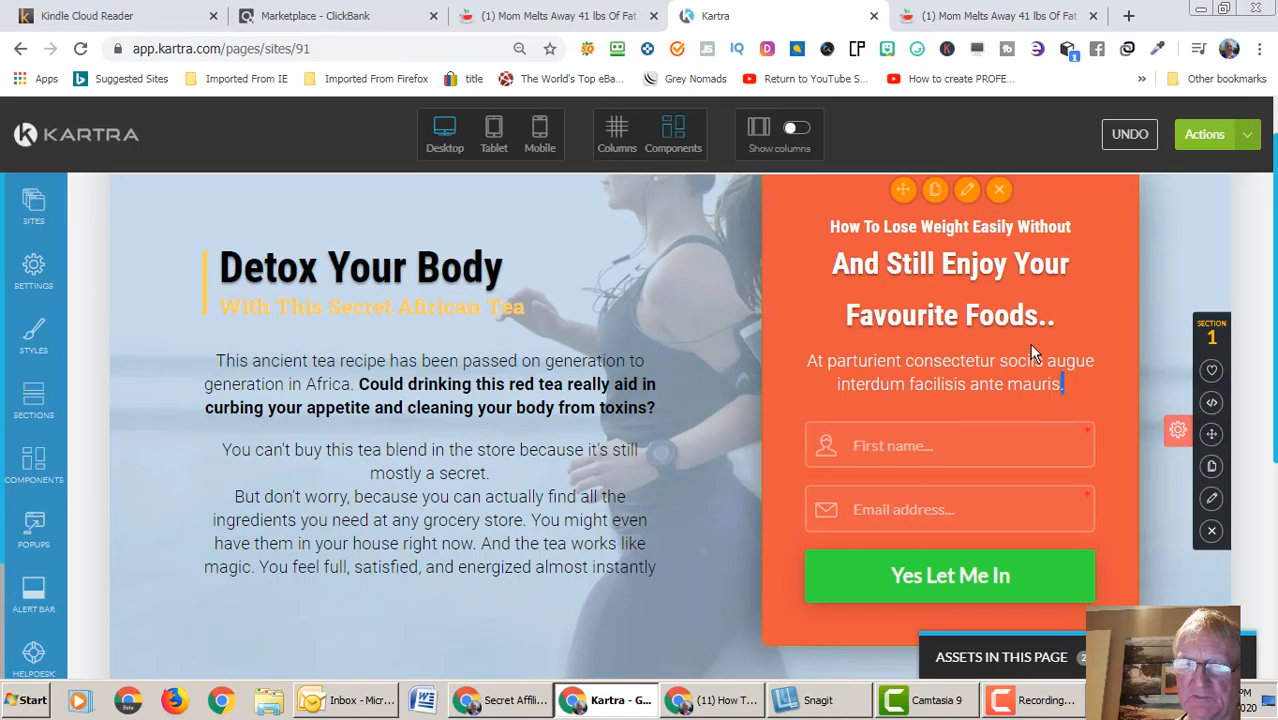 Kindle Cloud Reader
Marketplace - ClickBank
(1) Mom Melts Away 41 lbs Of Fat
Kartra
(1) Mom Melts Away 41 lbs Of Fat
app.kartra.com/pages/sites/91
Apps
Suggested Sites
Imported From IE
Imported From Firefox
title
The World's Top eBa...
Grey Nomads
Return to YouTube S...
How to create PROFE...
Other bookmarks
KARTRA
Desktop
Tablet
Mobile
Columns
Components
Show columns
UNDO
Actions
SITES
SETTINGS
STYLES
SECTIONS
COMPONENTS
POPUPS
ALERT BAR
HELPDESK
Detox Your Body
With This Secret Afirican Tea
This ancient tea recipe has been passed on generation to
generation in Africa. Could drinking this red tea really aid in
curbing your appetite and cleaning your body from toxins?
You can't buy this tea blend in the store because it's still
mostly a secret.
But don't worry, because you can actually find all the
ingredients you need at any grocery store. You might even
have them in your house right now. And the tea works like
magic. You feel full, satisfied, and energized almost instantly
How To Lose Weight Easily Without
And Still Enjoy Your
Favourite Foods..
At parturient consectetur sociis augue
interdum facilisis ante mauris.
First name...
Email address...
Yes Let Me In
SECTION
1
ASSETS IN THIS PAGE
Start
Inbox - Micr...
Secret Affili...
Kartra - G...
(11) How T...
Snagit
Camtasia 9
Recording...